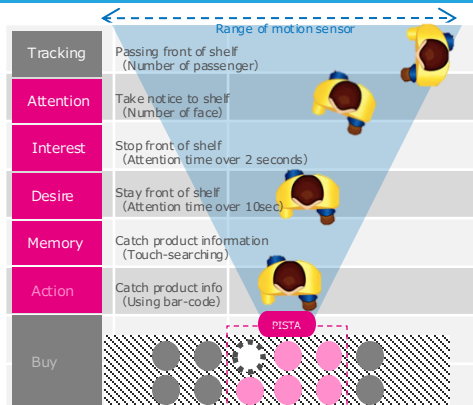 Range of motion sensor
Tracking
Passing front of shelf
（Number of passenger）
Attention
Take notice to shelf
（Number of face）
Interest
Stop front of shelf
（Attention time over 2 seconds）
Desire
Stay front of shelf
（Attention time over 10sec）
Memory
Catch product information
（Touch-searching）
Action
Catch product info
（Using bar-code）
PISTA
Buy